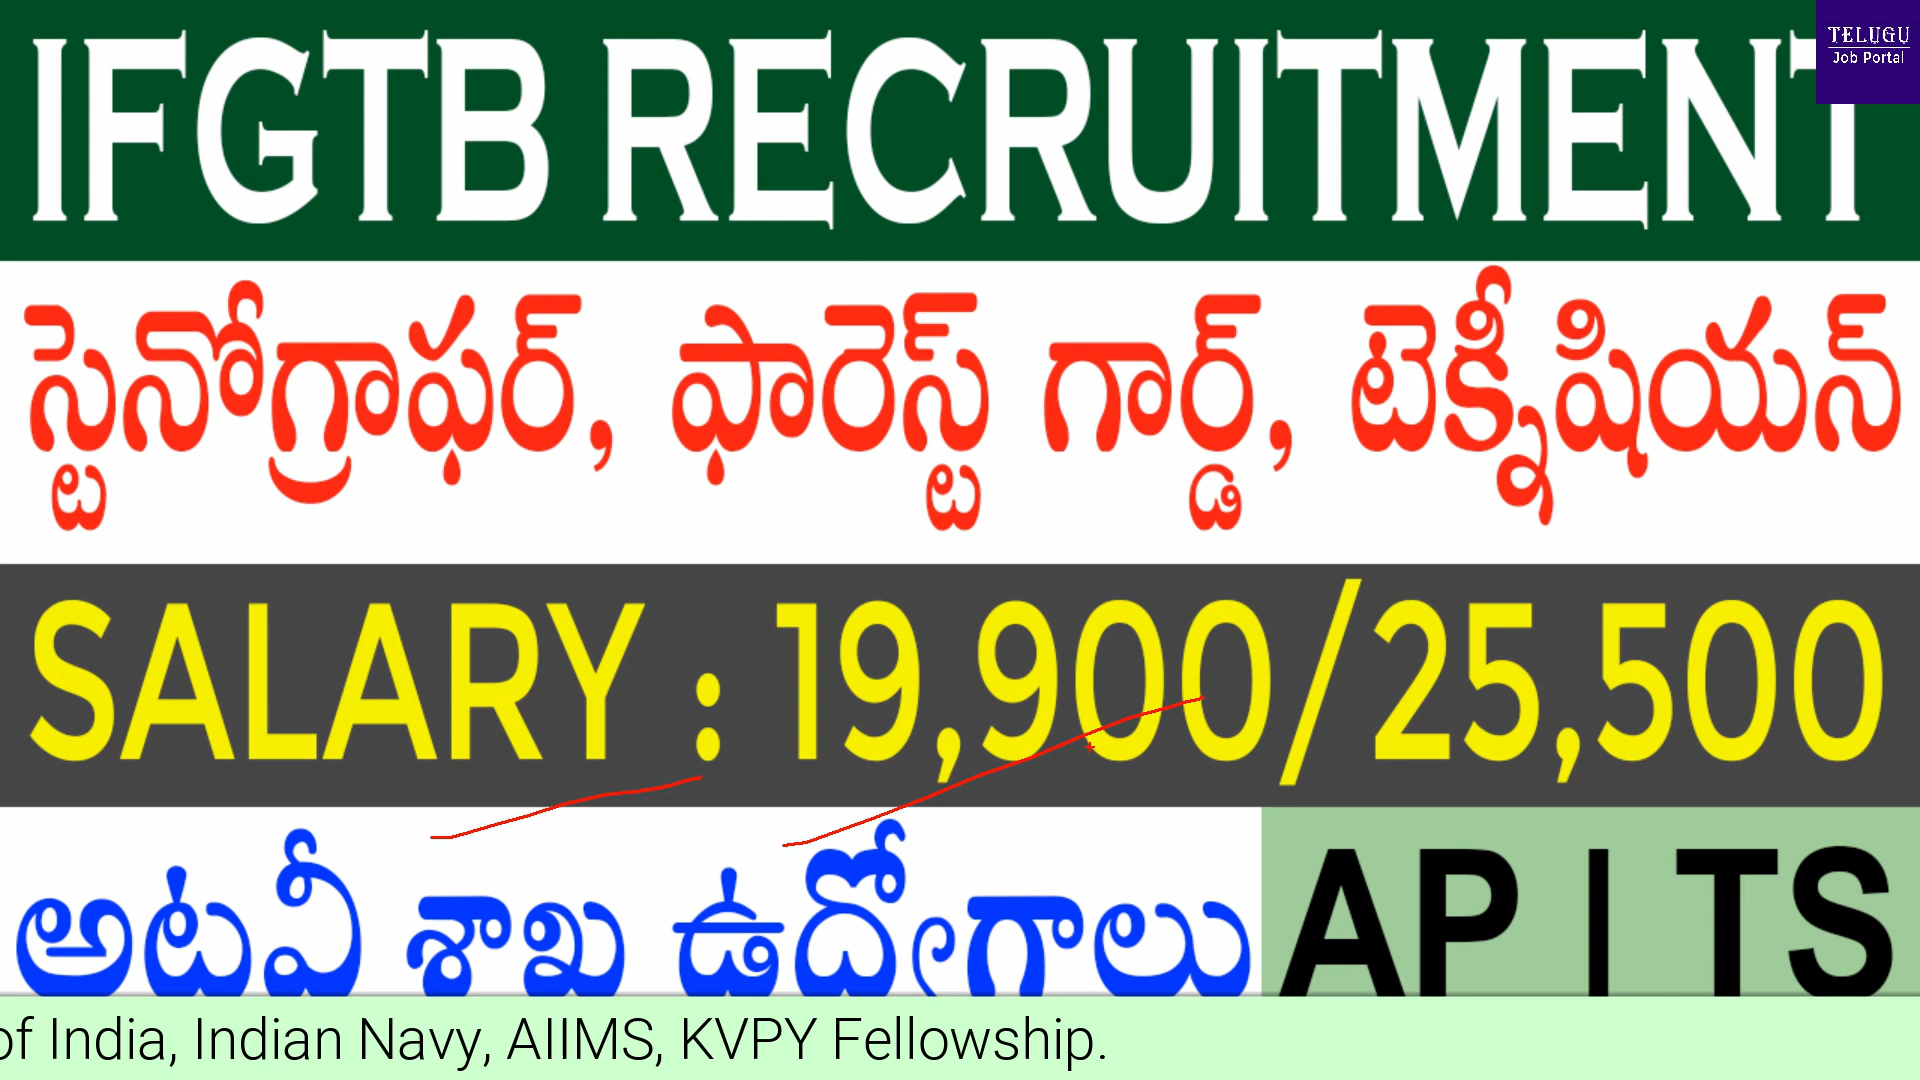 IFGTB RECRUITMENT
TELUGU
Job Portal
స్టెనోగ్రాఫర్, ఫారెస్ట్ గార్డ్, టెక్నీషియన్
SALARY : 19,900/25,500
అటవీ శాఖ ఉద్యోగాలు
AP | TS
of India, Indian Navy, AIIMS, KVPY Fellowship.